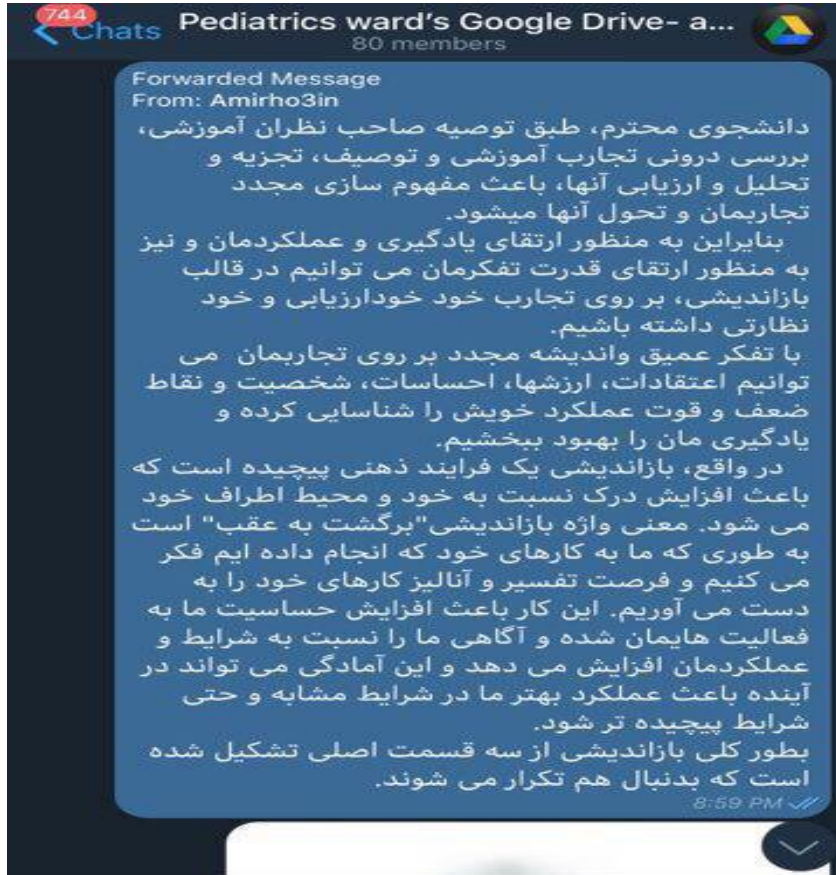 744
Chats
Pediatrics ward's Google Drive- a...
80 members
Forwarded Message
From: Amirho3in
دانشجوی محترم، طبق توصیه صاحب نظران آموزشی،
بررسی درونی تجارب آموزشی و توصیف، تجزیه و
تحلیل و ارزیابی آنها، باعث مفهوم سازی مجدد
تجاربمان و تحول آنها میشود.
بنابراین به منظور ارتقای یادگیری و عملکردمان و نیز
به منظور ارتقای قدرت تفکرمان می توانیم در قالب
بازاندیشی، بر روی تجارب خود خودارزیابی و خود
نظارتی داشته باشیم.
با تفکر عمیق واندیشه مجدد بر روی تجاربمان می
توانیم اعتقادات، ارزشها، احساسات، شخصیت و نقاط
ضعف و قوت عملکرد خویش را شناسایی کرده و
یادگیری مان را بهبود ببخشیم.
در واقع، بازاندیشی یک فرایند ذهنی پیچیده است که
باعث افزایش درک نسبت به خود و محیط اطراف خود
می شود. معنی واژه بازاندیشی"برگشت به عقب" است
به طوری که ما به کارهای خود که انجام داده ایم فکر
می کنیم و فرصت تفسیر و آنالیز کارهای خود را به
دست می آوریم. این کار باعث افزایش حساسیت ما به
فعالیت هایمان شده و آگاهی ما را نسبت به شرایط و
عملکردمان افزایش می دهد و این آمادگی می تواند در
آینده باعث عملکرد بهتر ما در شرایط مشابه و حتی
شرایط پیچیده تر شود.
بطور کلی بازاندیشی از سه قسمت اصلی تشکیل شده
است که بدنبال هم تکرار می شوند.
8:59 PM